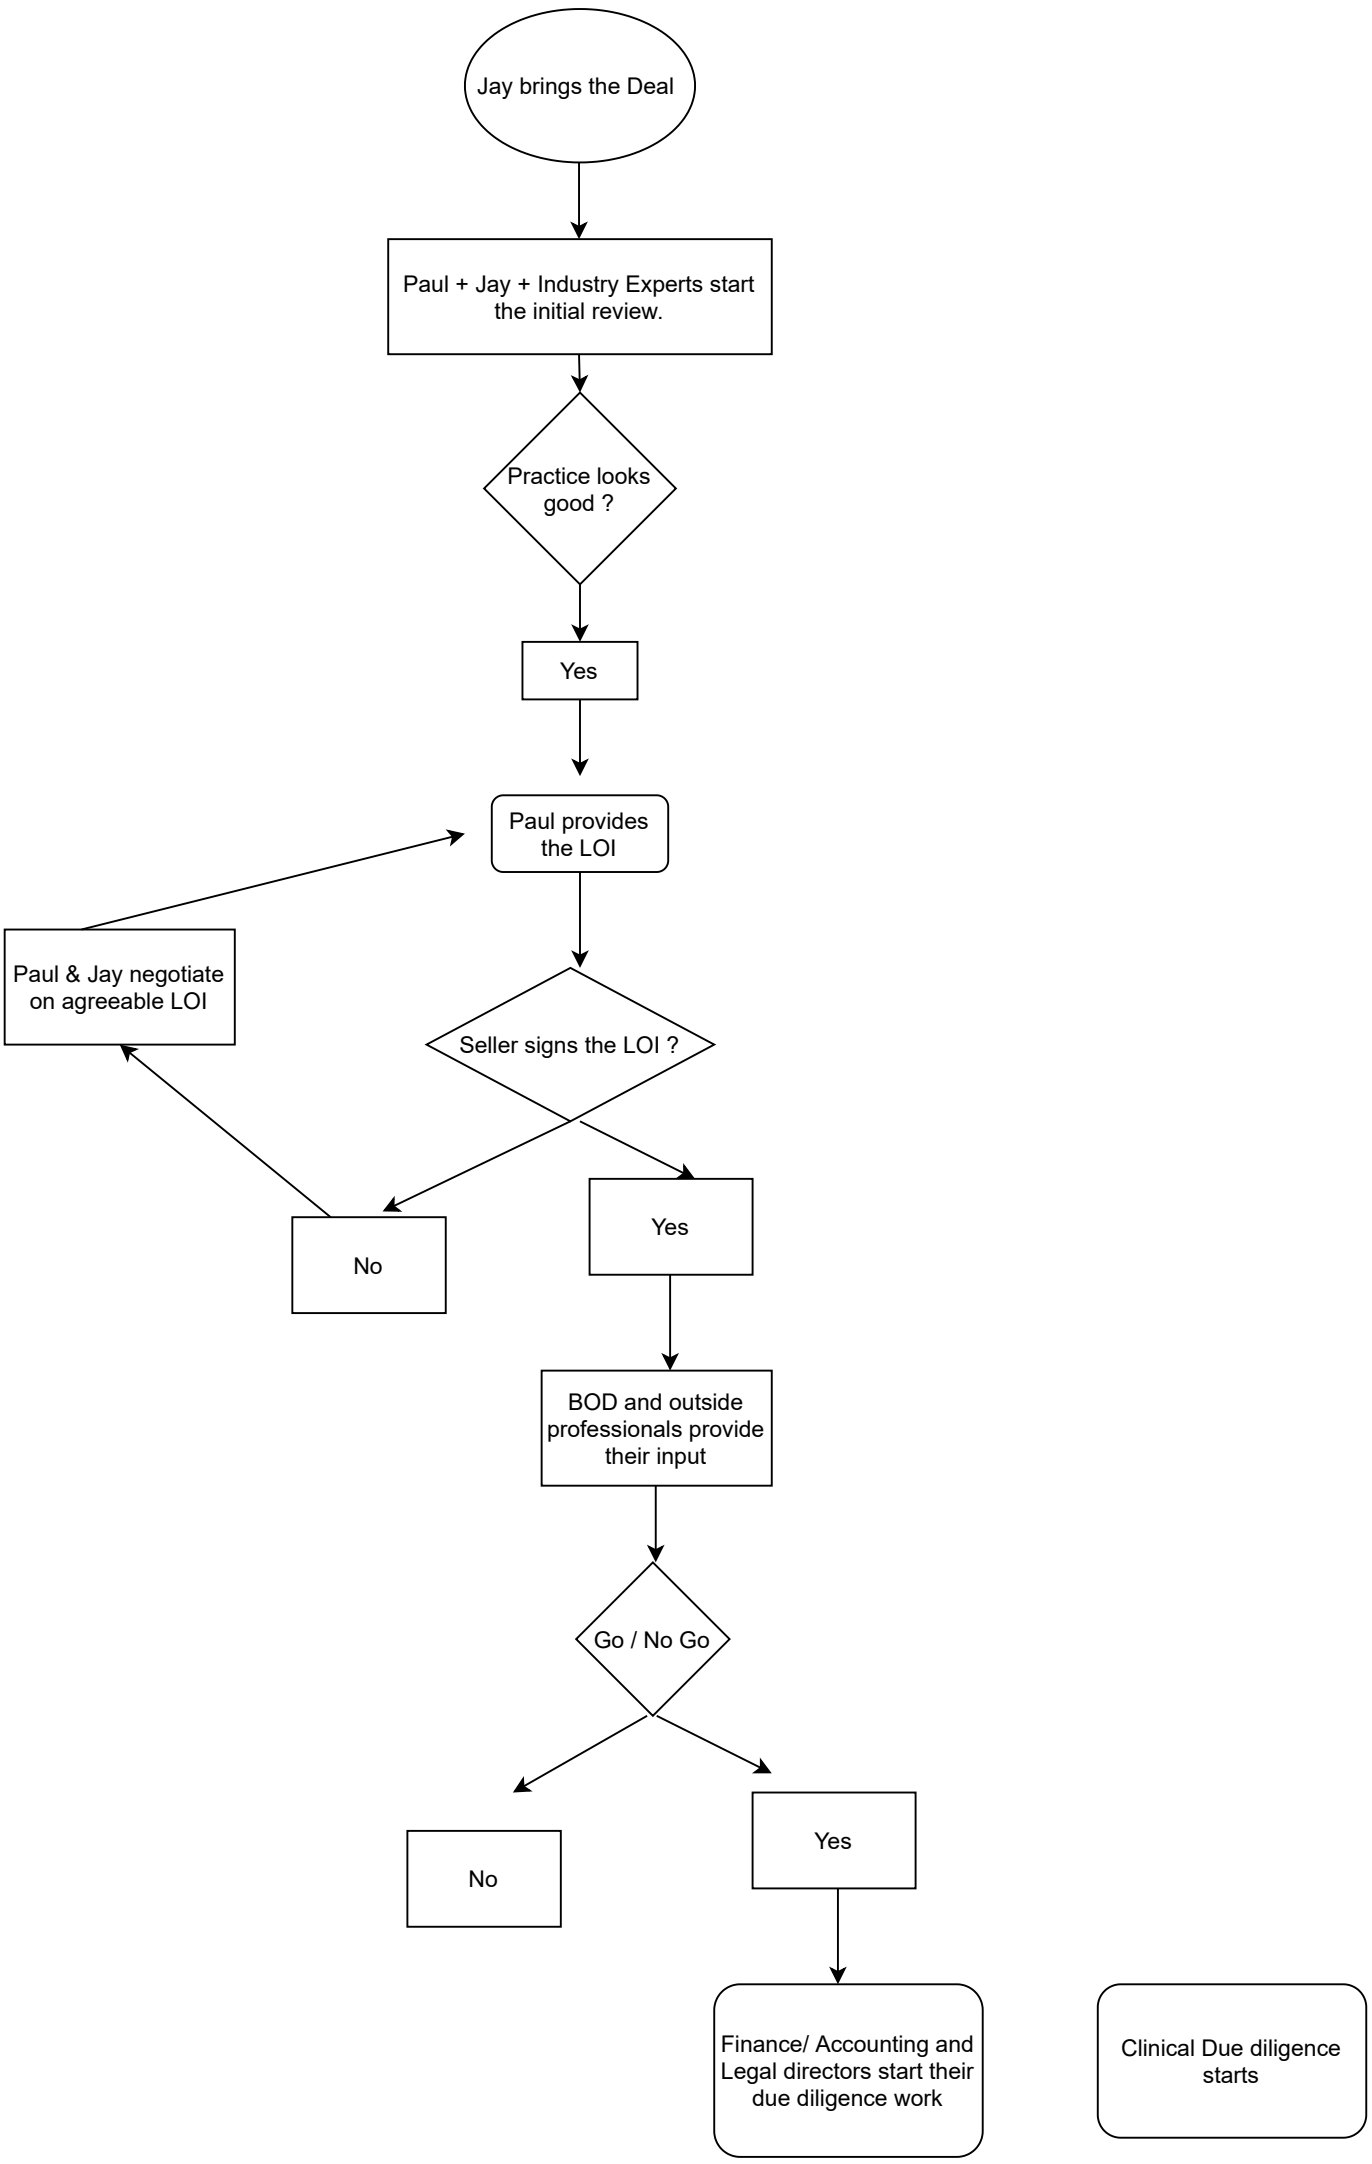 Jay brings the Deal
Paul + Jay + Industry Experts start
the initial review.
Practice looks
good ?
Yes
Paul provides
the LOI
Paul & Jay negotiate
on agreeable LOI
Seller signs the LOI ?
Yes
No
BOD and outside
professionals provide
their input
Go / No Go
Yes
No
Finance/ Accounting and
Legal directors start their
due diligence work
Clinical Due diligence
starts